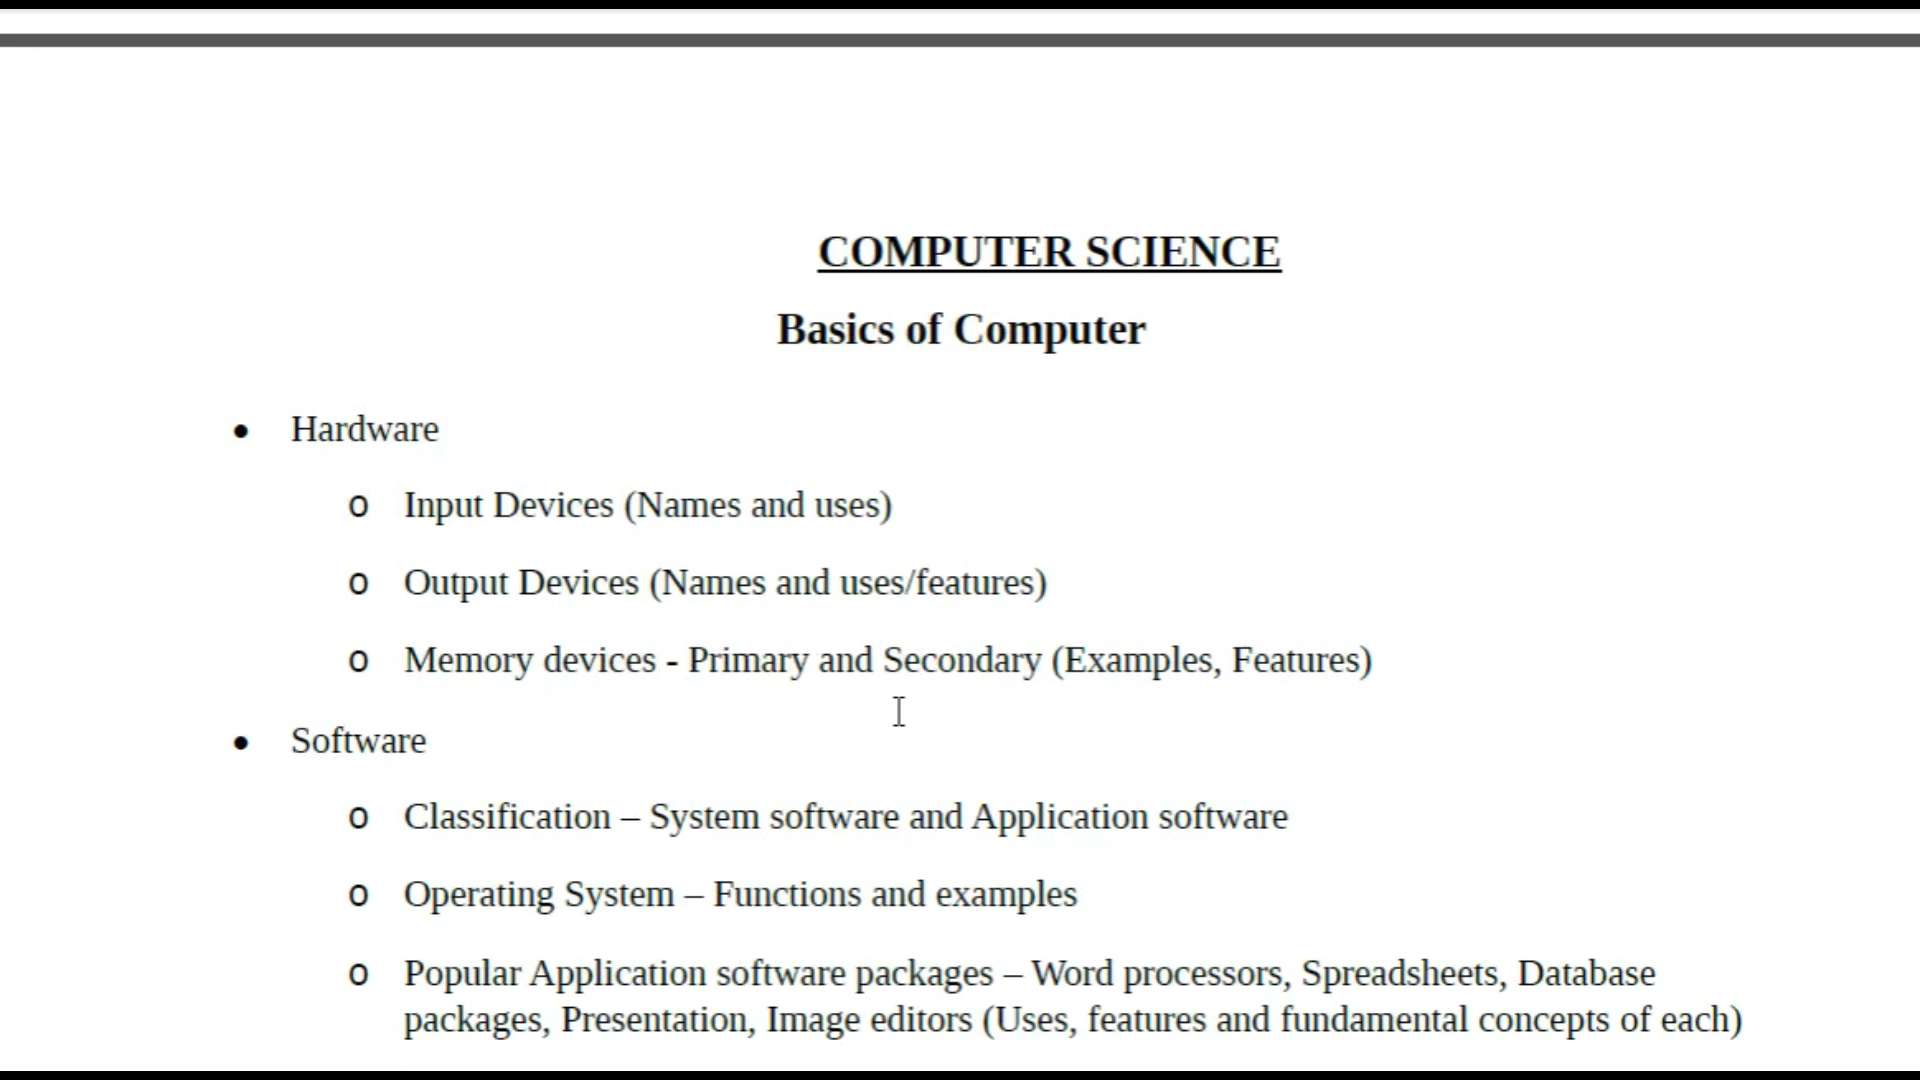 COMPUTER SCIENCE
Basics of Computer
• Hardware
o Input Devices (Names and uses)
o Output Devices (Names and uses/features)
o Memory devices - Primary and Secondary (Examples, Features)
• Software
o Classification – System software and Application software
o Operating System – Functions and examples
o Popular Application software packages – Word processors, Spreadsheets, Database
packages, Presentation, Image editors (Uses, features and fundamental concepts of each)